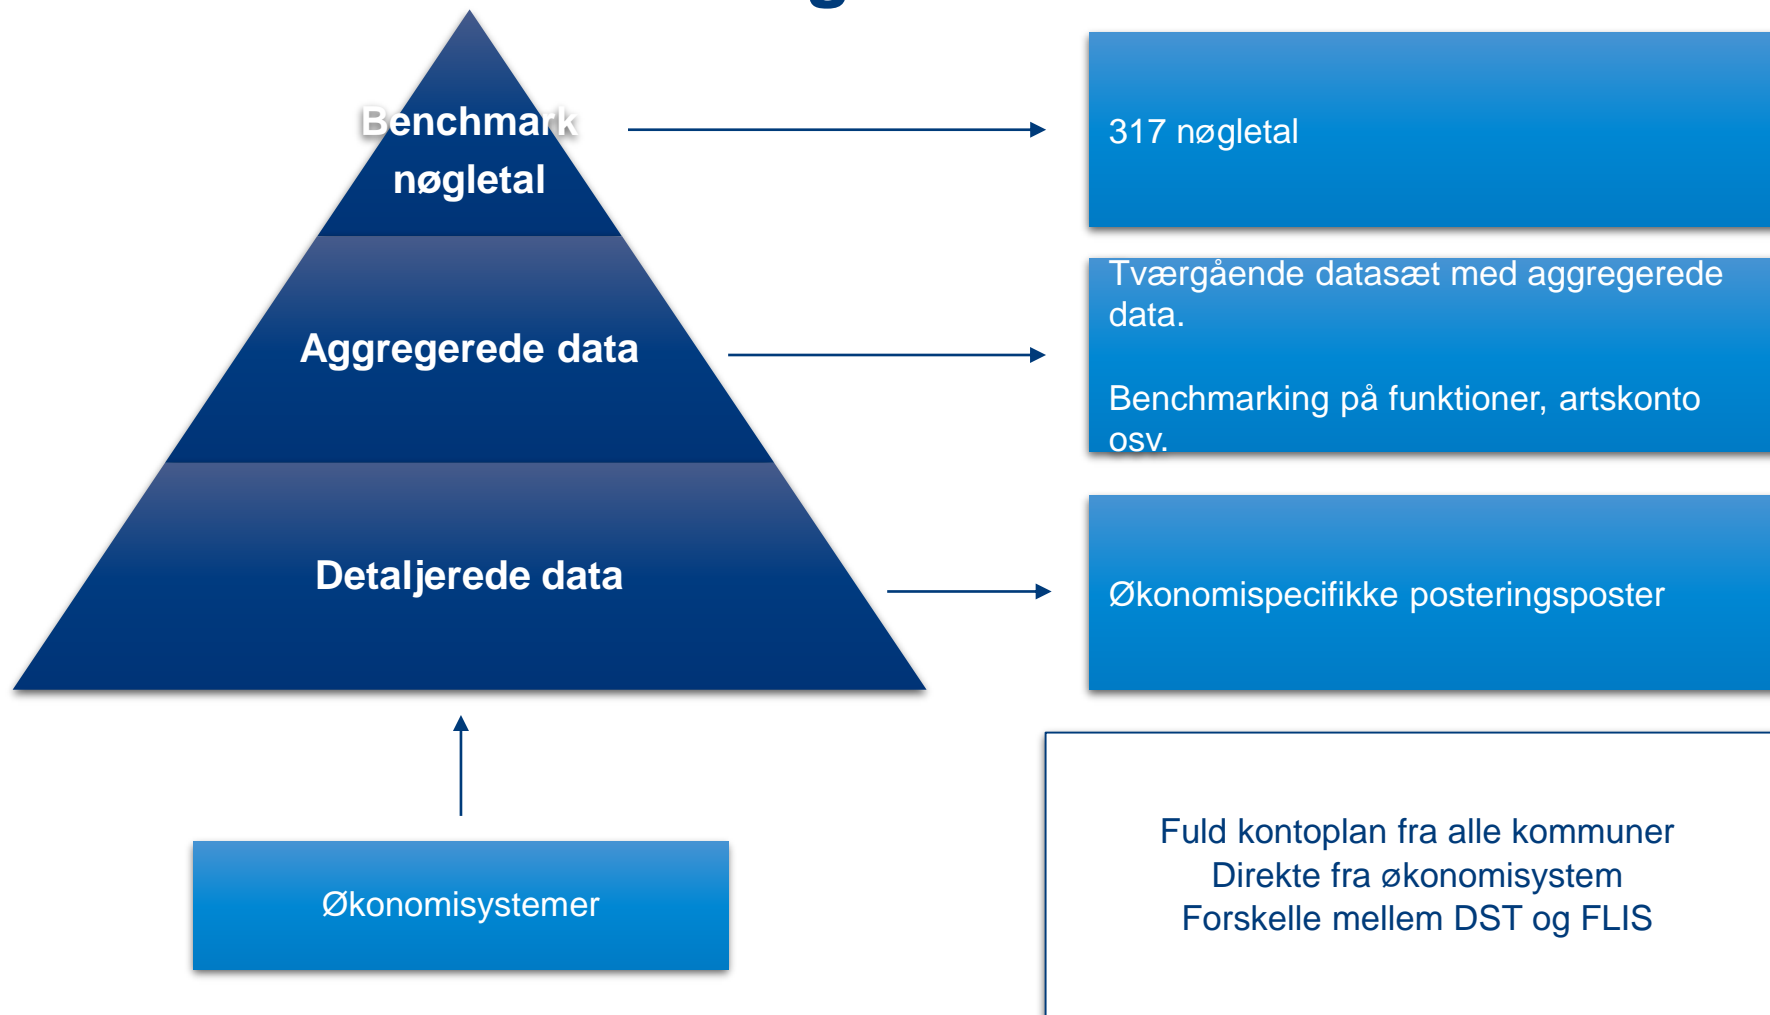 Benchmark
nøgletal
317 nøgletal
Aggregerede data
Tværgående datasæt med aggregerede
data.
Benchmarking på funktioner, artskonto
osv.
Detaljerede data
Økonomispecifikke posteringsposter
Økonomisystemer
Fuld kontoplan fra alle kommuner
Direkte fra økonomisystem
Forskelle mellem DST og FLIS